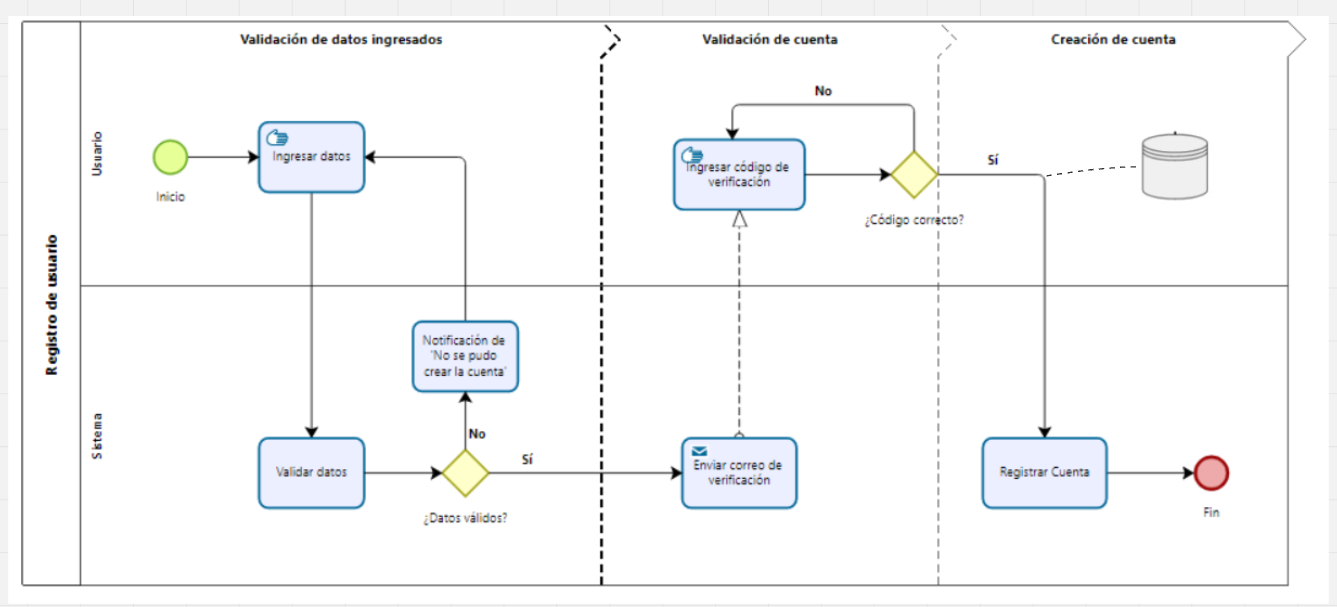 Registro de usuario
Validación de datos ingresados
Validación de cuenta
Creación de cuenta
Usuario
Inicio
Ingresar datos
No
Ingresar código de
verificación
¿Código correcto?
Sí
Sistema
Notificación de
'No se pudo
crear la cuenta'
No
Validar datos
¿Datos válidos?
Sí
Enviar correo de
verificación
Registrar Cuenta
Fin